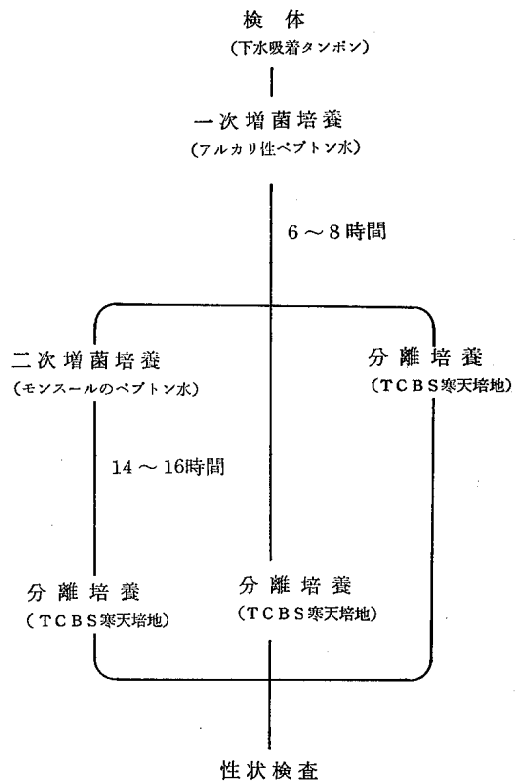 検体
(下水吸着タンポン)
一次増菌培養
(アルカリ性ペプトン水)
6~8時間
二次増菌培養
(モンスールのペプトン水)
分離培養
(TCBS寒天培地)
14~16時間
分離培養
(TCBS寒天培地)
分離培養
(TCBS寒天培地)
性状検査